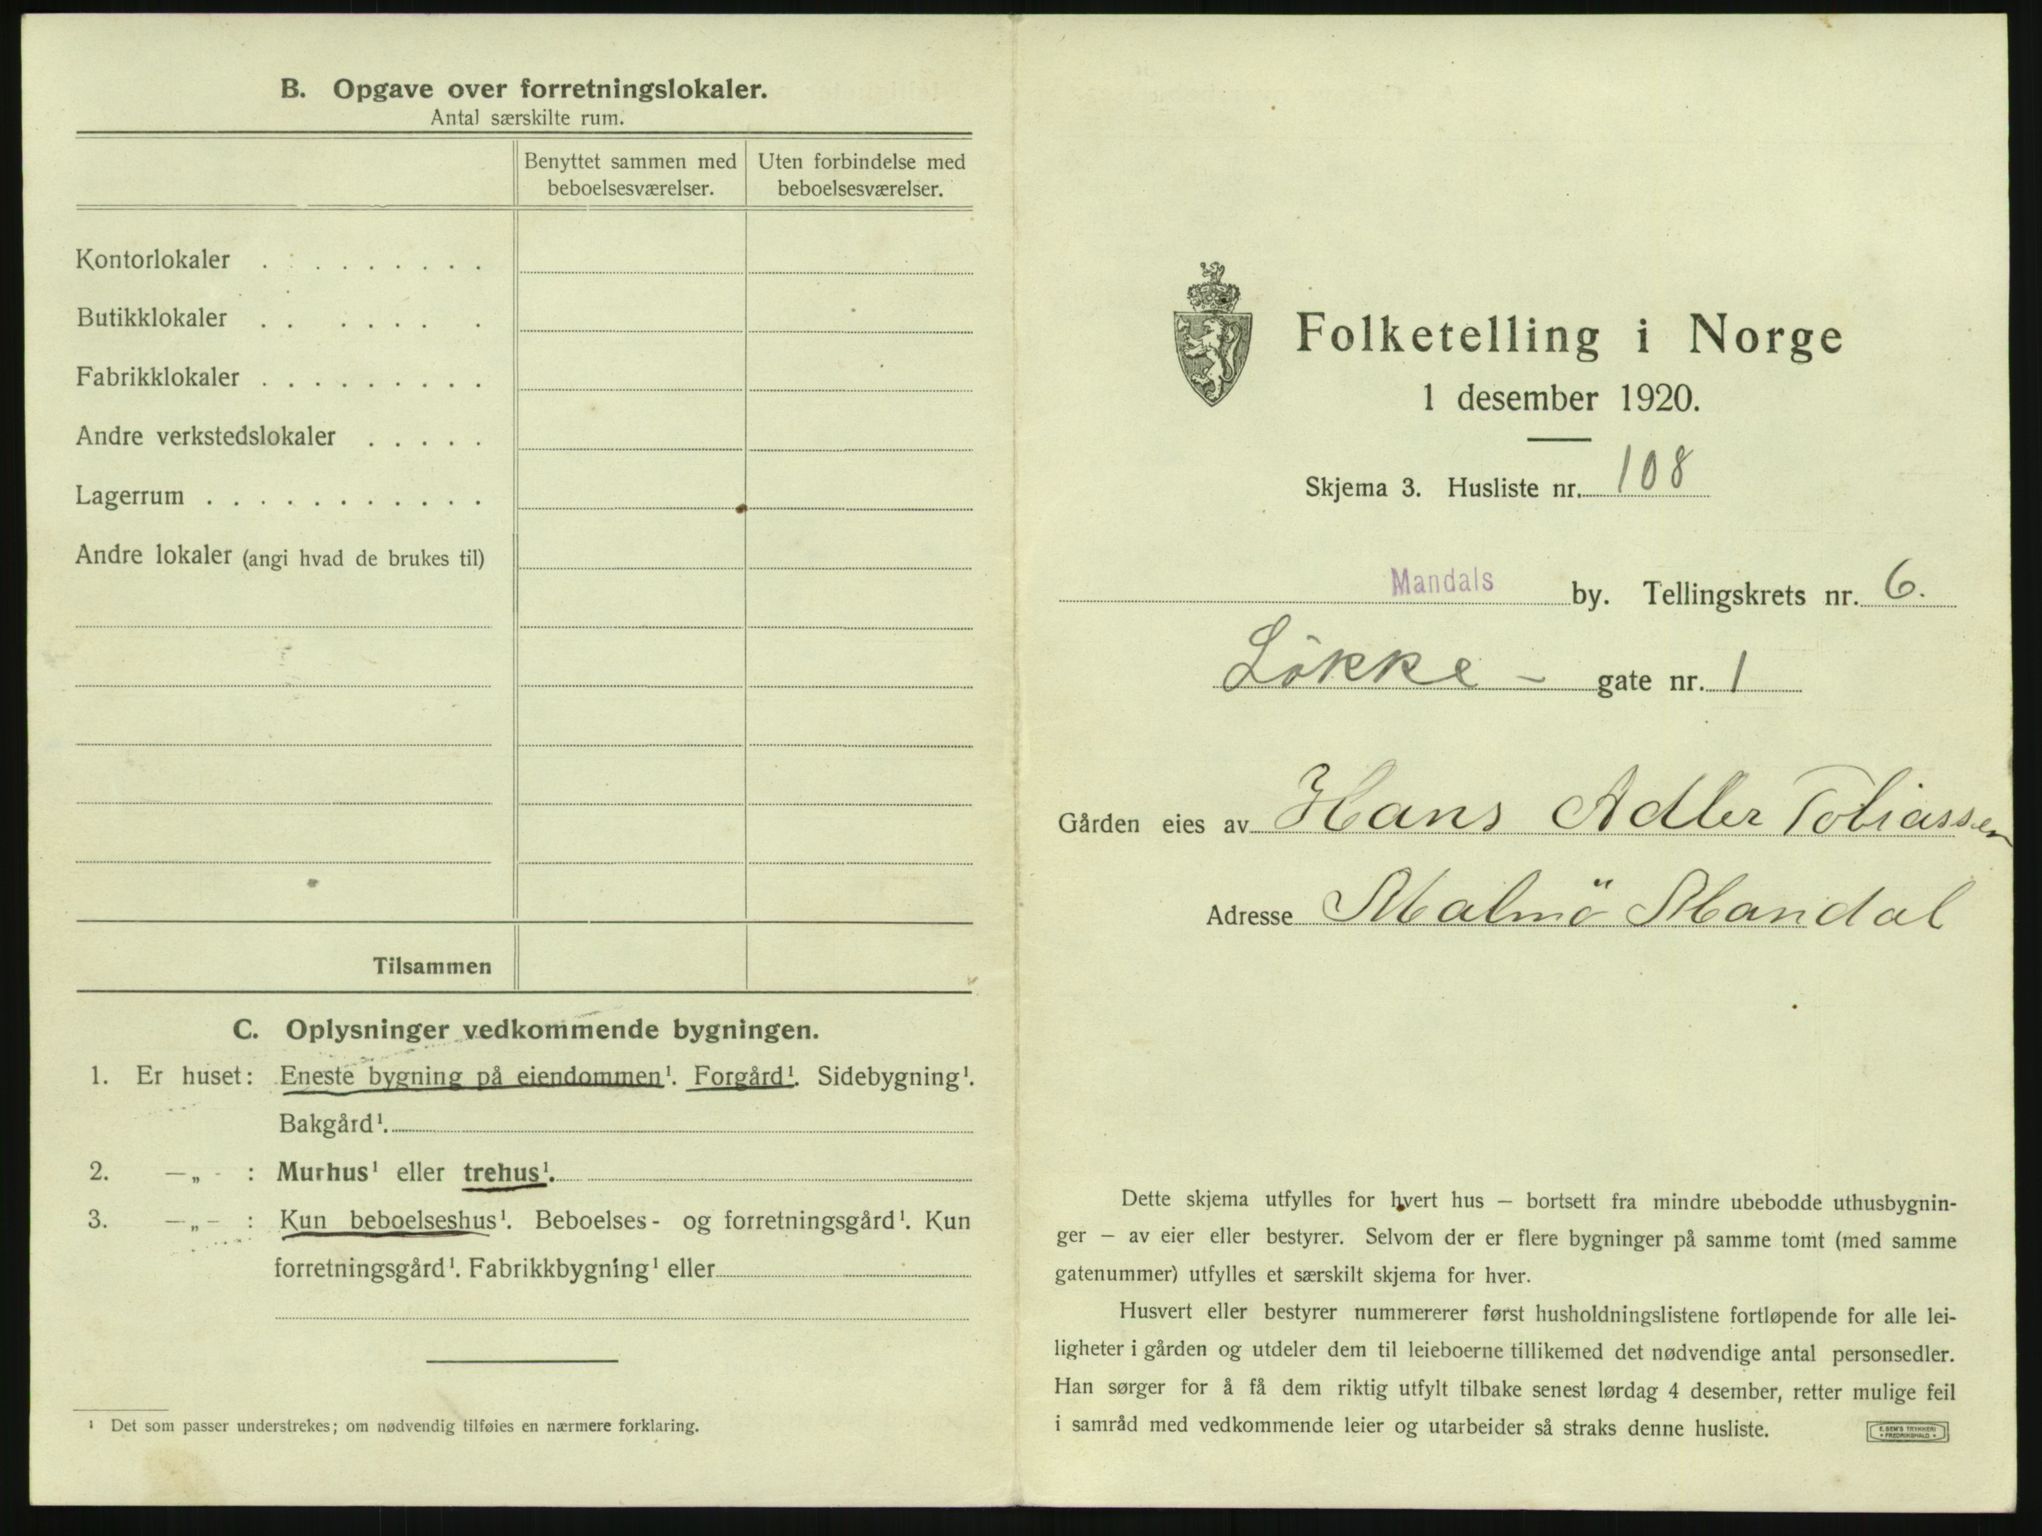 B. Opgave over forretningslokaler.
Antal særskilte rum.
Benyttet sammen med beboelsesværelser.
Uten forbindelse med beboelsesværelser.
Kontorlokaler . . . . . . . . .
Butikklokaler . . . . . . .
Fabrikklokaler . . . . . . . . .
Andre verkstedslokaler . . . . .
Lagerrum . . . . . . . . . . .
Andre lokaler (angi hvad de brukes til)
Tilsammen
C. Oplysninger vedkommende bygningen.
1. Er huset: Eneste bygning på eiendommen¹. Forgård¹. Sidebygning¹.
Bakgård¹.
2. —„- : Murhus¹ eller trehus¹.
3. —„- : Kun beboelseshus¹. Beboelses- og forretningsgård¹. Kun
forretningsgård¹. Fabrikkbygning¹ eller
¹ Det som passer understrekes; om nødvendig tilføies en nærmere forklaring.
Folketelling i Norge
1 desember 1920.
Skjema 3. Husliste nr. 108
Mandals by. Tellingskrets nr. 6.
Løkke - gate nr. 1
Gården eies av Hans Adler Tobiassen
Adresse Malmö Mandal
Dette skjema utfylles for hvert hus — bortsett fra mindre ubebodde uthusbygnin-
ger — av eier eller bestyrer. Selvom der er flere bygninger på samme tomt (med samme
gatenummer) utfylles et særskilt skjema for hver.
Husvert eller bestyrer nummererer først husholdningslistene fortløpende for alle lei-
ligheter i gården og utdeler dem til leieboerne tillikemed det nødvendige antal personsedler.
Han sørger for å få dem riktig utfylt tilbake senest lørdag 4 desember, retter mulige feil
i samråd med vedkommende leier og utarbeider så straks denne husliste.
E. SEM'S TRYKKERI
• FREDRIKSHALD •